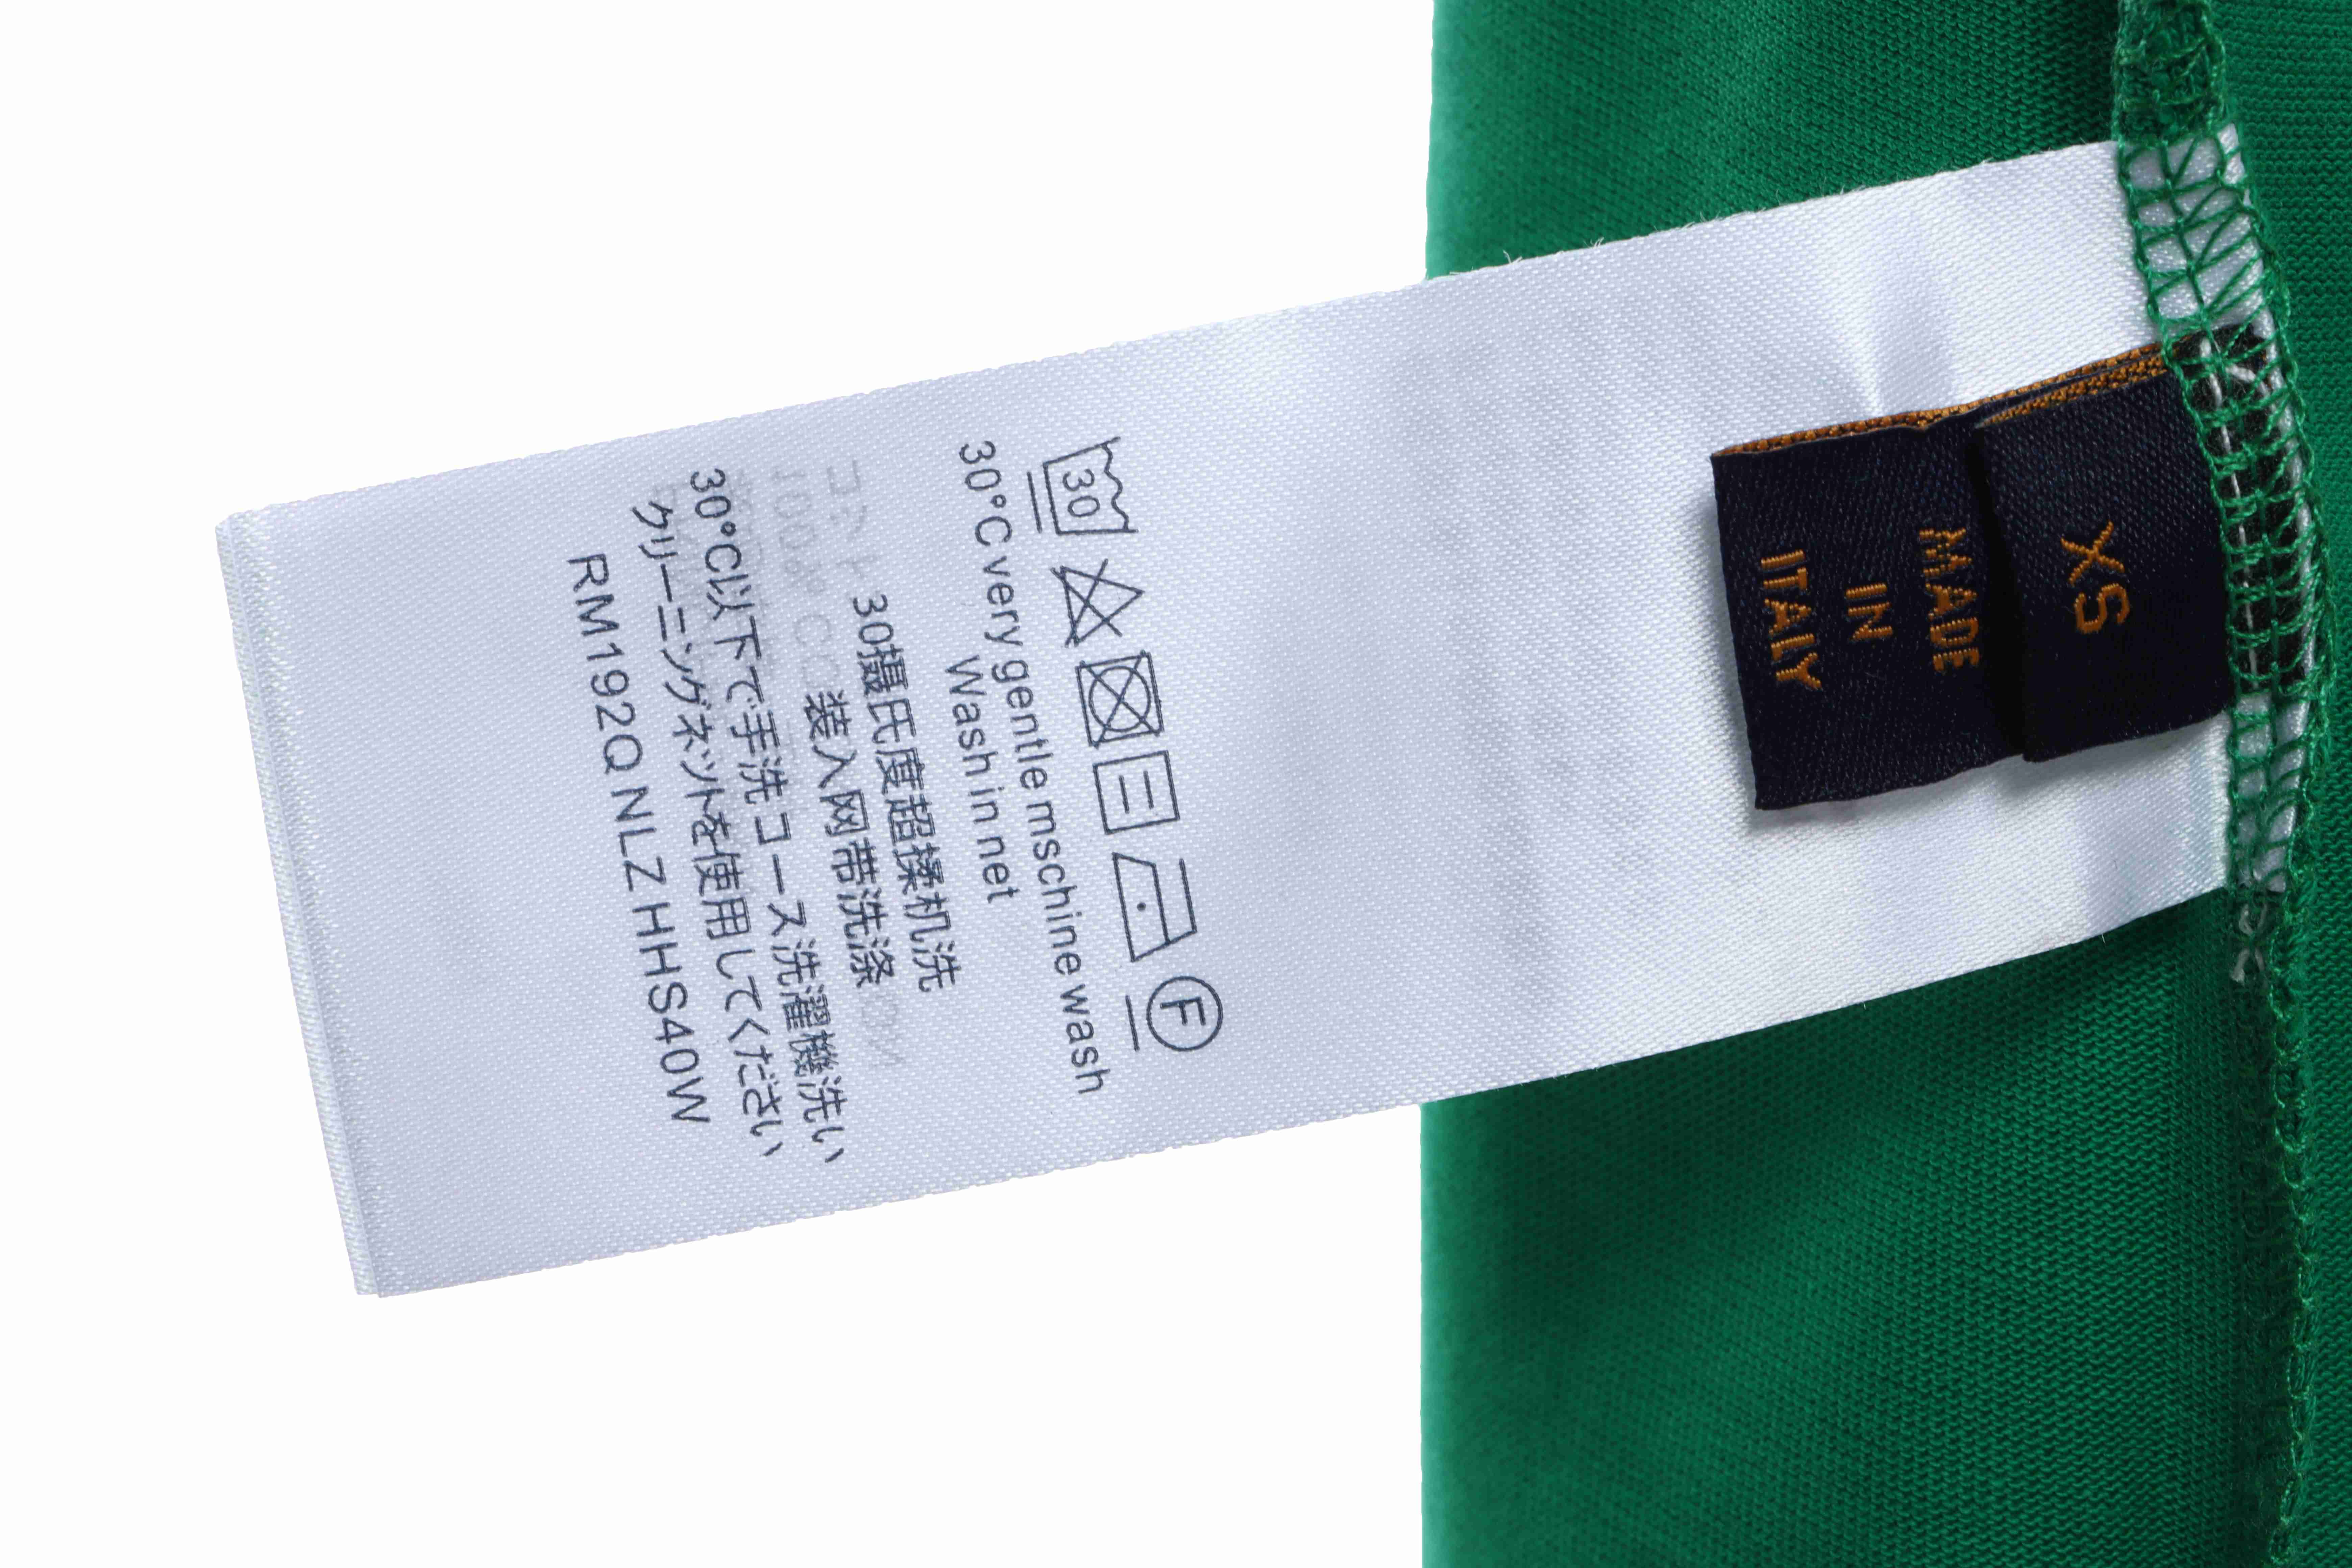 XS
MADE
IN
ITALY
30
F
30°C very gentle mschine wash
Wash in net
30摄氏度超揉机洗
装入网带洗涤
30°C以下で手洗コース洗濯機洗い
クリーニングネットを使用してください
RM192Q NLZ HHS40W